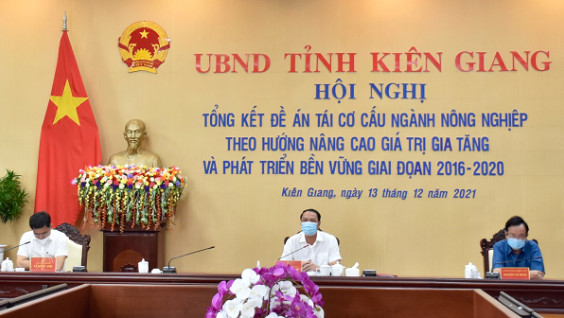 UBND TỈNH KIÊN GIANG
HỘI NGHỊ
TỔNG KẾT ĐỀ ÁN TÁI CƠ CẤU NGÀNH NÔNG NGHIỆP
THEO HƯỚNG NÂNG CAO GIÁ TRỊ GIA TĂNG
VÀ PHÁT TRIỂN BỀN VỮNG GIAI ĐOẠN 2016-2020
Kiên Giang, ngày 13 tháng 12 năm 2021